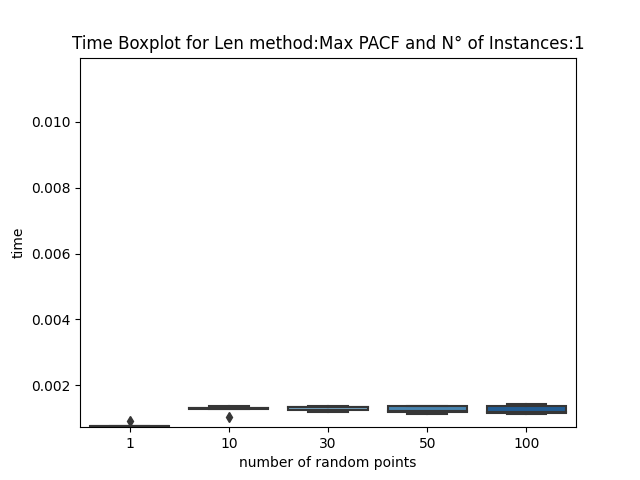 Time Boxplot for Len method:Max PACF and N° of Instances:1
0.010
0.008
0.006
0.004
0.002
time
1 10 30 50 100
number of random points